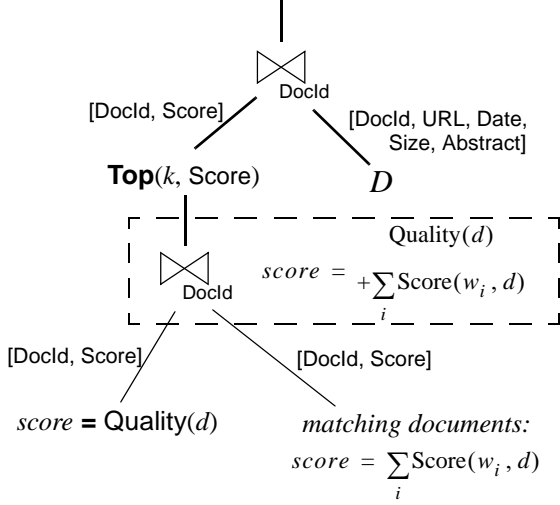 DocId
[DocId, Score]
[DocId, URL, Date,
Size, Abstract]
Top(k, Score)
D
Quality(d)
score = +∑Score(w_i, d)
i
DocId
[DocId, Score]
[DocId, Score]
score = Quality(d)
matching documents:
score = ∑Score(w_i, d)
i